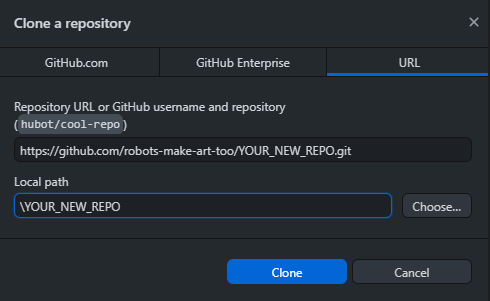 Clone a repository
GitHub.com
GitHub Enterprise
URL
Repository URL or GitHub username and repository
(hubot/cool-repo)
https://github.com/robots-make-art-too/YOUR_NEW_REPO.git
Local path
\YOUR_NEW_REPO
Choose...
Clone
Cancel